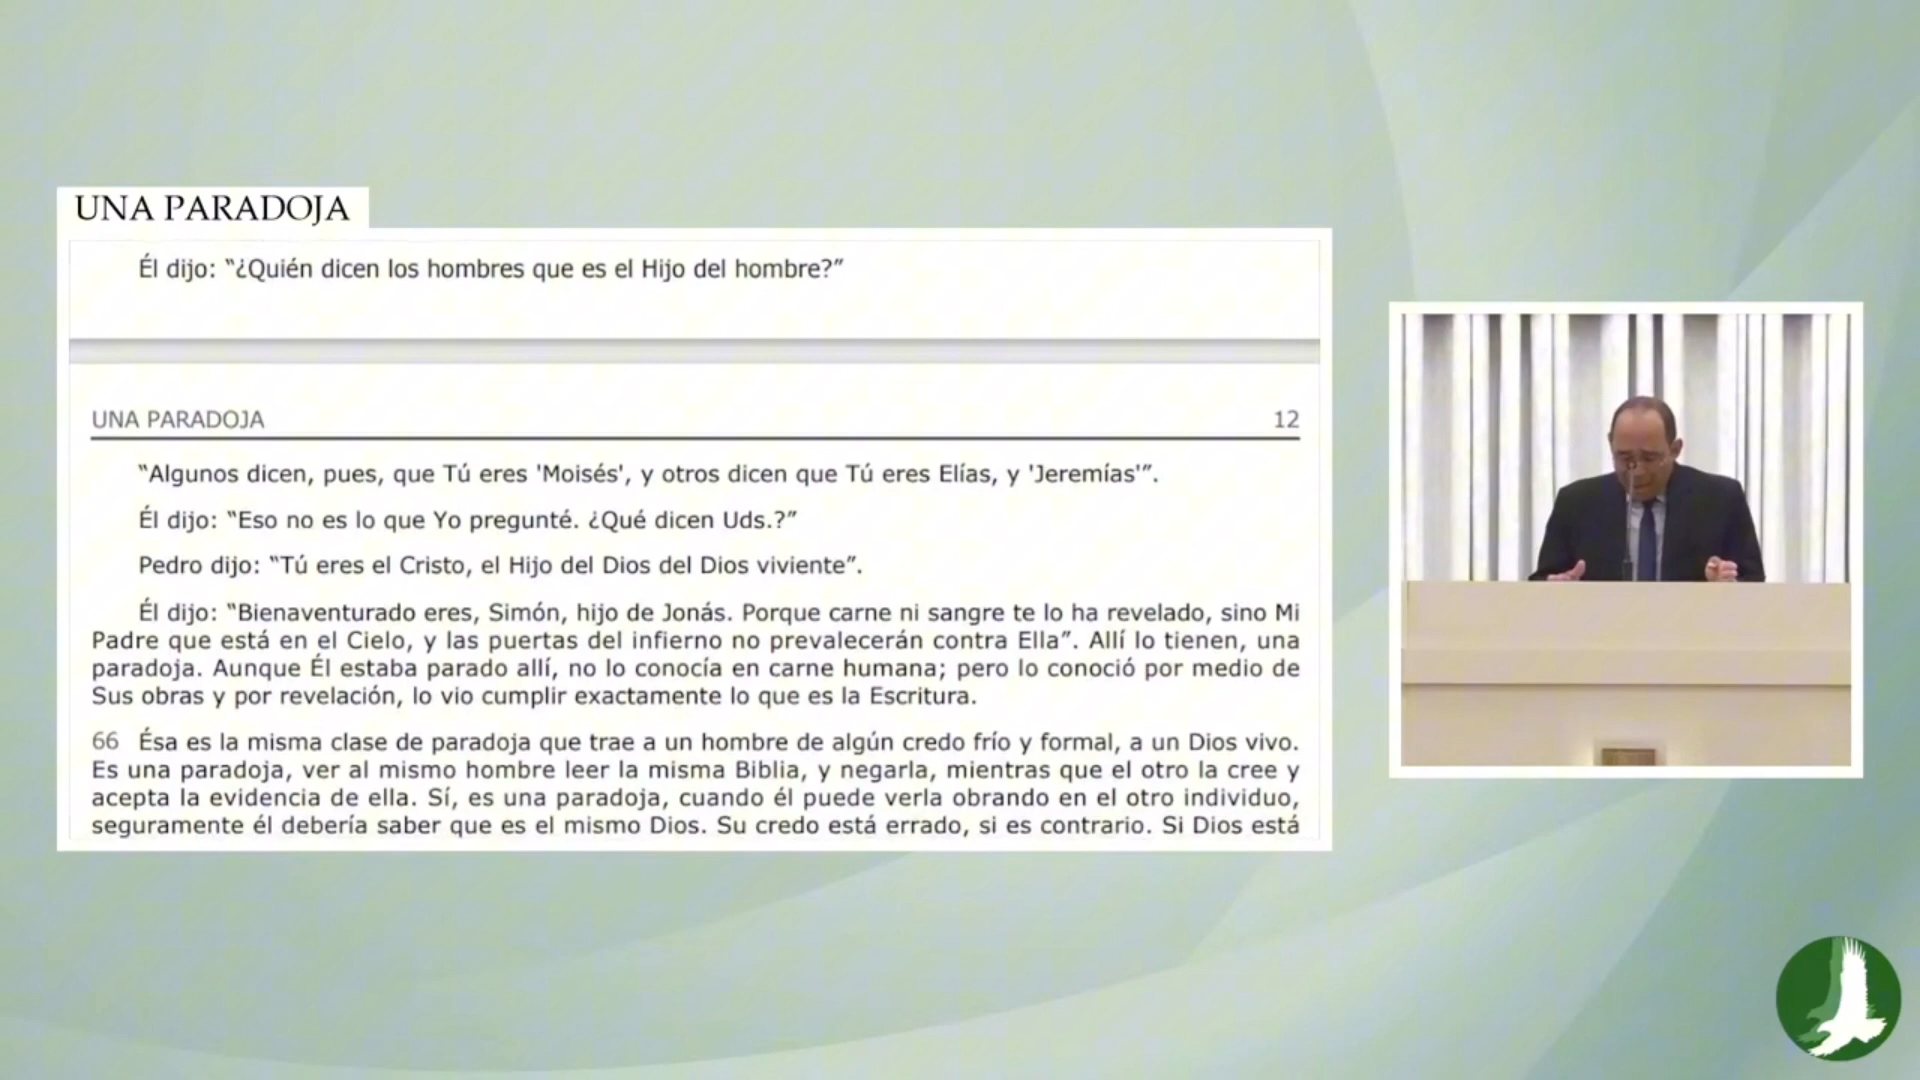 UNA PARADOJA
Él dijo: “¿Quién dicen los hombres que es el Hijo del hombre?”
UNA PARADOJA 12
“Algunos dicen, pues, que Tú eres 'Moisés', y otros dicen que Tú eres Elías, y 'Jeremías'”.
Él dijo: “Eso no es lo que Yo pregunté. ¿Qué dicen Uds.?”
Pedro dijo: “Tú eres el Cristo, el Hijo del Dios del Dios viviente”.
Él dijo: “Bienaventurado eres, Simón, hijo de Jonás. Porque carne ni sangre te lo ha revelado, sino Mi
Padre que está en el Cielo, y las puertas del infierno no prevalecerán contra Ella”. Allí lo tienen, una
paradoja. Aunque Él estaba parado allí, no lo conocía en carne humana; pero lo conoció por medio de
Sus obras y por revelación, lo vio cumplir exactamente lo que es la Escritura.
66 Ésa es la misma clase de paradoja que trae a un hombre de algún credo frío y formal, a un Dios vivo.
Es una paradoja, ver al mismo hombre leer la misma Biblia, y negarla, mientras que el otro la cree y
acepta la evidencia de ella. Sí, es una paradoja, cuando él puede verla obrando en el otro individuo,
seguramente él debería saber que es el mismo Dios. Su credo está errado, si es contrario. Si Dios está